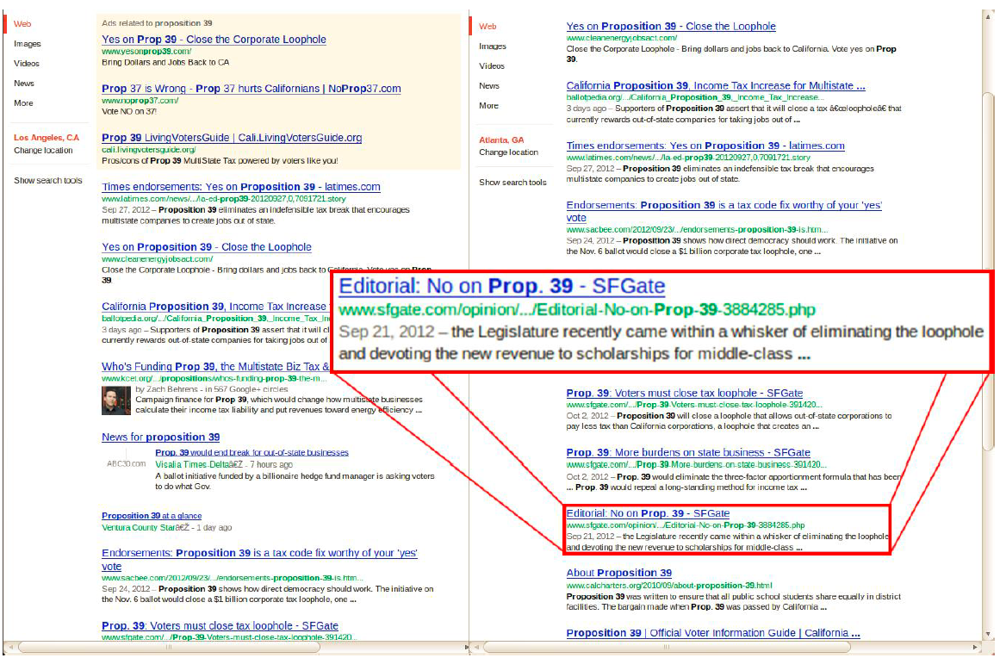 Web
Images
Videos
News
More
Los Angeles, CA
Change location
Show search tools
Ads related to proposition 39
Yes on Prop 39 - Close the Corporate Loophole
www.yesonprop39.com/
Bring Dollars and Jobs Back to CA
Prop 37 is Wrong - Prop 37 hurts Californians | NoProp37.com
www.noprop37.com/
Vote NO on 37!
Prop 39 LivingVotersGuide | Cali.LivingVotersGuide.org
cali.livingvotersguide.org/
Pros/cons of Prop 39 MultiState Tax powered by voters like you!
Times endorsements: Yes on Proposition 39 - latimes.com
www.latimes.com/news/.../la-ed-prop39-20120927,0,7091721.story
Sep 27, 2012 – Proposition 39 eliminates an indefensible tax break that encourages
multistate companies to create jobs out of state.
Yes on Proposition 39 - Close the Loophole
www.cleanenergyjobsact.com/
Close the Corporate Loophole - Bring dollars and jobs back to California. Vote yes on Prop
39.
California Proposition 39, Income Tax Increase
ballotpedia.org/.../California_Proposition_39,_Income_Tax_In
3 days ago – Supporters of Proposition 39 assert that it will cl
currently rewards out-of-state companies for taking jobs out of
Who's Funding Prop 39, the Multistate Biz Tax &
www.kcet.org/.../propositions/whos-funding-prop-39-the-m...
by Zach Behrens - in 567 Google+ circles
Campaign finance for Prop 39, which would change how multistate businesses
calculate their income tax liability and put revenues toward energy efficiency ...
News for proposition 39
Prop. 39 would end break for out-of-state businesses
ABC30.com
Visalia Times-Deltaâ€Ž - 7 hours ago
A ballot initiative funded by a billionaire hedge fund manager is asking voters
to do what Gov.
Proposition 39 at a glance
Ventura County Starâ€Ž - 1 day ago
Endorsements: Proposition 39 is a tax code fix worthy of your 'yes'
vote
www.sacbee.com/2012/09/23/.../endorsements-proposition-39-is.htm...
Sep 24, 2012 – Proposition 39 shows how direct democracy should work. The initiative on
the Nov. 6 ballot would close a $1 billion corporate tax loophole, one ...
Prop. 39: Voters must close tax loophole - SFGate
www.sfgate.com/.../Prop-39-Voters-must-close-tax-loophole-391420...
Web
Images
Videos
News
More
Atlanta, GA
Change location
Show search tools
Yes on Proposition 39 - Close the Loophole
www.cleanenergyjobsact.com/
Close the Corporate Loophole - Bring dollars and jobs back to California. Vote yes on Prop
39.
California Proposition 39, Income Tax Increase for Multistate ...
ballotpedia.org/.../California_Proposition_39,_Income_Tax_Increase...
3 days ago – Supporters of Proposition 39 assert that it will close a tax â€œloopholeâ€ that
currently rewards out-of-state companies for taking jobs out of ...
Times endorsements: Yes on Proposition 39 - latimes.com
www.latimes.com/news/.../la-ed-prop39-20120927,0,7091721.story
Sep 27, 2012 – Proposition 39 eliminates an indefensible tax break that encourages
multistate companies to create jobs out of state.
Endorsements: Proposition 39 is a tax code fix worthy of your 'yes'
vote
www.sacbee.com/2012/09/23/.../endorsements-proposition-39-is.htm...
Sep 24, 2012 – Proposition 39 shows how direct democracy should work. The initiative on
the Nov. 6 ballot would close a $1 billion corporate tax loophole, one ...
Editorial: No on Prop. 39 - SFGate
www.sfgate.com/opinion/.../Editorial-No-on-Prop-39-3884285.php
Sep 21, 2012 – the Legislature recently came within a whisker of eliminating the loophole
and devoting the new revenue to scholarships for middle-class ...
Prop. 39: Voters must close tax loophole - SFGate
www.sfgate.com/.../Prop-39-Voters-must-close-tax-loophole-391420...
Oct 2, 2012 – Proposition 39 will close a loophole that allows out-of-state corporations to
pay less tax than California corporations, a loophole that creates an ...
Prop. 39: More burdens on state business - SFGate
www.sfgate.com/.../Prop-39-More-burdens-on-state-business-391420...
Oct 2, 2012 – Prop. 39 would eliminate the three-factor apportionment formula that has been
... Prop. 39 would repeal a long-standing method for income tax ...
Editorial: No on Prop. 39 - SFGate
www.sfgate.com/opinion/.../Editorial-No-on-Prop-39-3884285.php
Sep 21, 2012 – the Legislature recently came within a whisker of eliminating the loophole
and devoting the new revenue to scholarships for middle-class ...
About Proposition 39
www.calcharters.org/2010/09/about-proposition-39.html
Proposition 39 was written to ensure that all public school students share equally in district
facilities. The bargain made when Prop. 39 was passed by California ...
Proposition 39 | Official Voter Information Guide | California ...